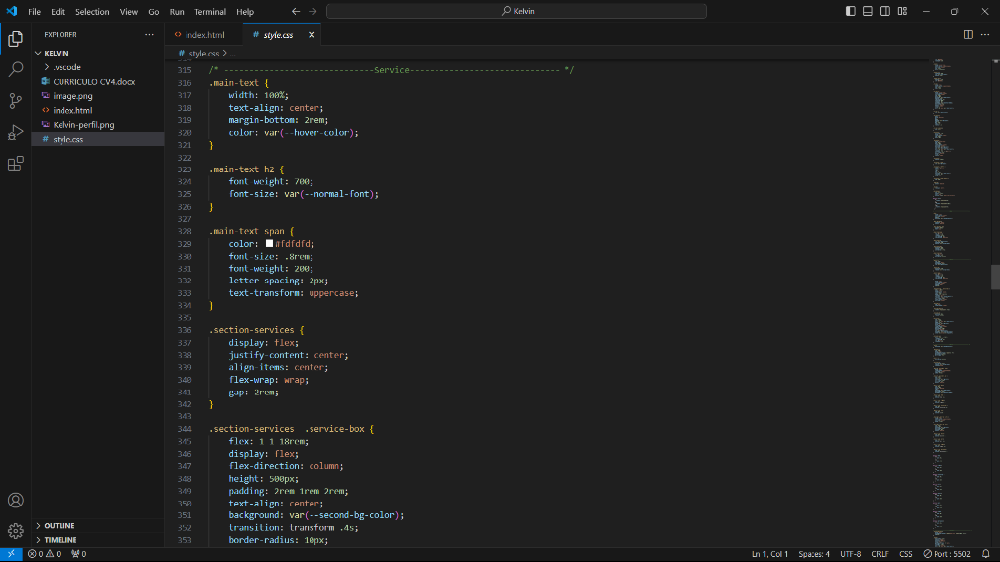 File Edit Selection View Go Run Terminal Help
Kelvin
EXPLORER
KELVIN
.vscode
CURRICULO CV4.docx
image.png
index.html
Kelvin-perfil.png
style.css
OUTLINE
TIMELINE
index.html
style.css
style.css > ...
315 /* ------------------------------Service------------------------------ */
316 .main-text {
317 width: 100%;
318 text-align: center;
319 margin-bottom: 2rem;
320 color: var(--hover-color);
321 }
322
323 .main-text h2 {
324 font-weight: 700;
325 font-size: var(--normal-font);
326 }
327
328 .main-text span {
329 color: #fdfdfd;
330 font-size: .8rem;
331 font-weight: 200;
332 letter-spacing: 2px;
333 text-transform: uppercase;
334 }
335
336 .section-services {
337 display: flex;
338 justify-content: center;
339 align-items: center;
340 flex-wrap: wrap;
341 gap: 2rem;
342 }
343
344 .section-services .service-box {
345 flex: 1 1 18rem;
346 display: flex;
347 flex-direction: column;
348 height: 500px;
349 padding: 2rem 1rem 2rem;
350 text-align: center;
351 background: var(--second-bg-color);
352 transition: transform .4s;
353 border-radius: 10px;
0 0 0
Ln 1, Col 1 Spaces: 4 UTF-8 CRLF CSS Port : 5502